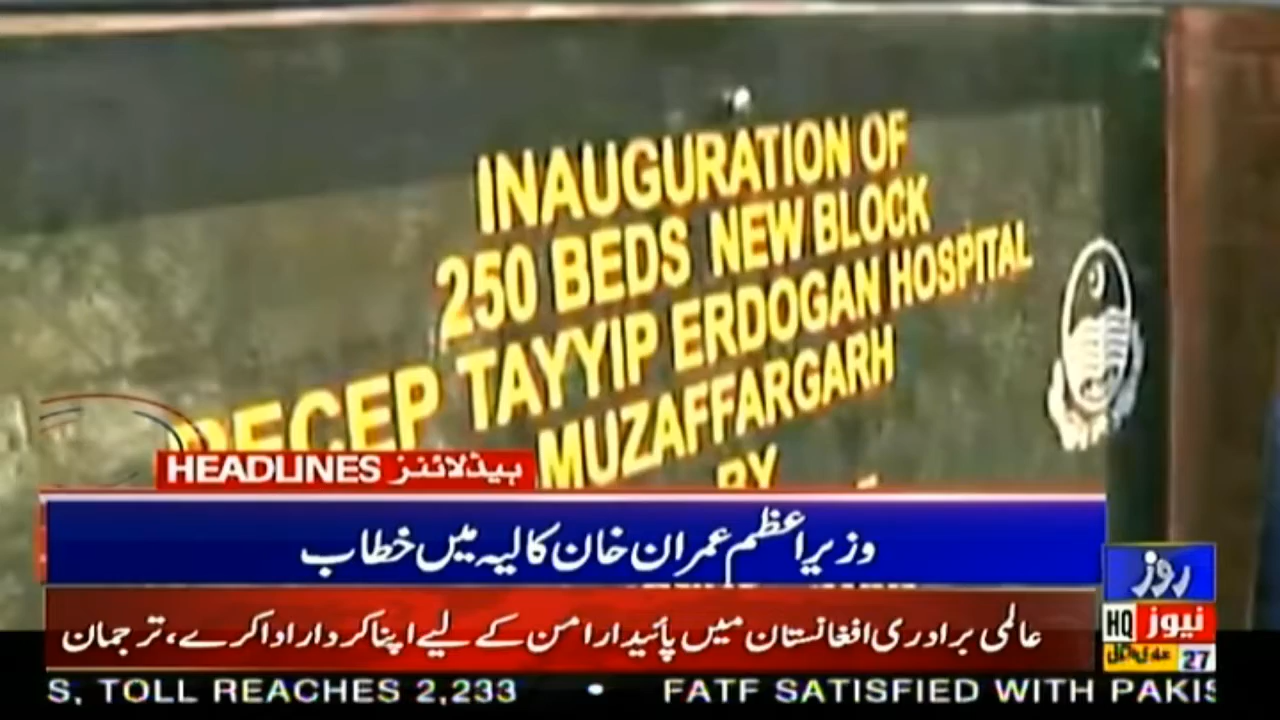 INAUGURATION OF
250 BEDS NEW BLOCK
RECEP TAYYIP ERDOGAN HOSPITAL
MUZAFFARGARH
BY
HEADLINES ہیڈلائنز
وزیراعظم عمران خان کا لیہ میں خطاب
عالمی برادری افغانستان میں پائیدار امن کے لیے اپنا کردار ادا کرے، ترجمان
روز
نیوز HQ
27
S, TOLL REACHES 2,233 • FATF SATISFIED WITH PAKIS